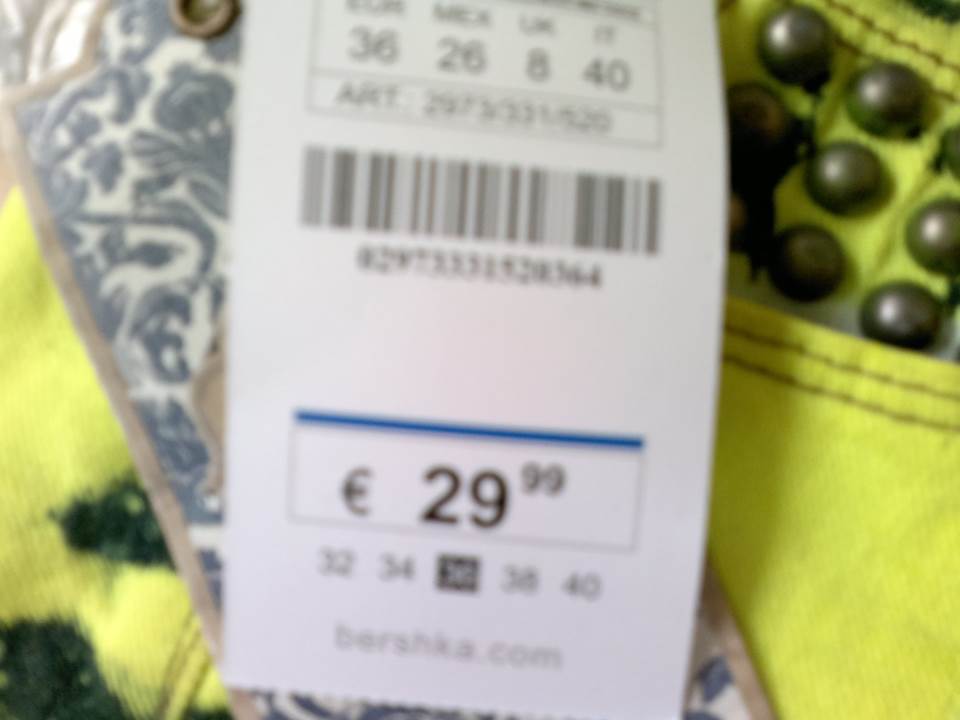 EUR MEX UK IT
36 26 8 40
ART.: 2973/331/520
02973331520364
€ 29 99
32 34 36 38 40
bershka.com